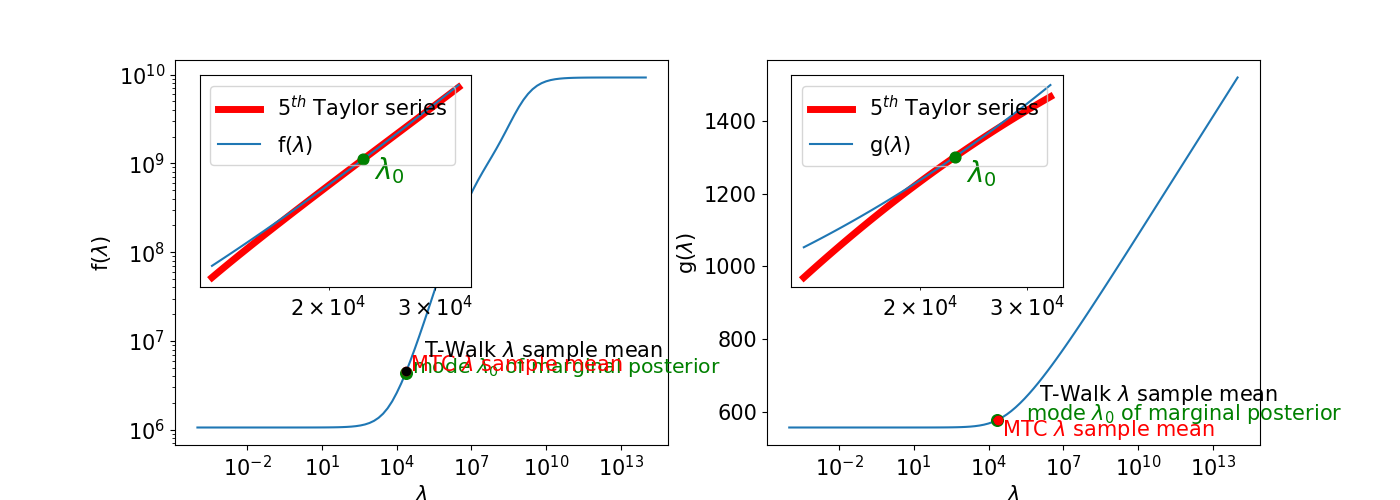 10^10
10^9
10^8
10^7
10^6
f(λ)
5^th Taylor series
f(λ)
λ_0
2 × 10^4
3 × 10^4
T-Walk λ sample mean
MTC λ sample mean
mode λ_0 of marginal posterior
10^-2
10^1
10^4
10^7
10^10
10^13
λ
1400
1200
1000
800
600
g(λ)
5^th Taylor series
g(λ)
λ_0
2 × 10^4
3 × 10^4
T-Walk λ sample mean
mode λ_0 of marginal posterior
MTC λ sample mean
10^-2
10^1
10^4
10^7
10^10
10^13
λ